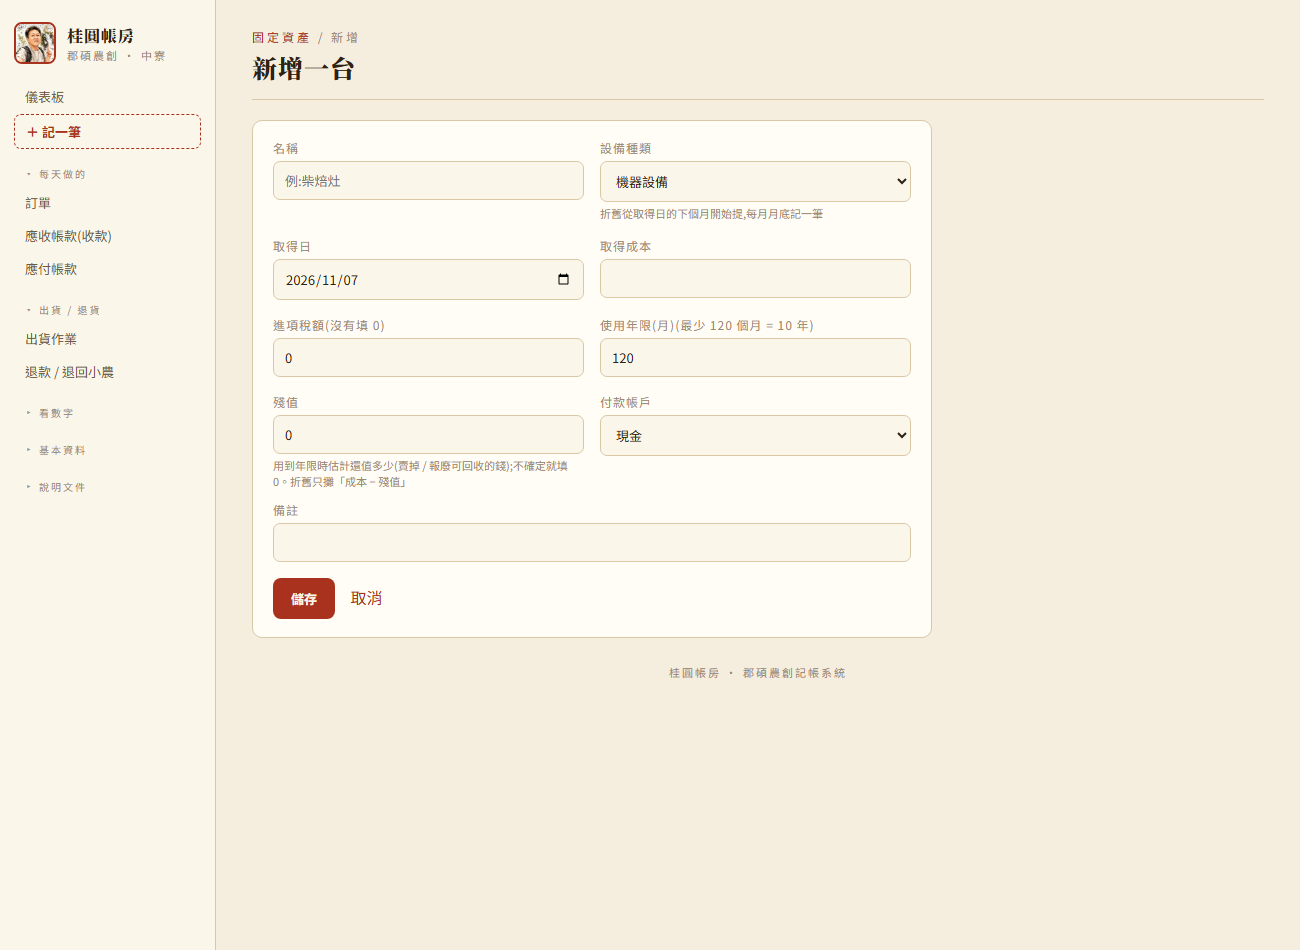 桂圓帳房
郡碩農創 · 中寮
儀表板
＋ 記一筆
每天做的
訂單
應收帳款(收款)
應付帳款
出貨 / 退貨
出貨作業
退款 / 退回小農
看數字
基本資料
說明文件
固定資產 / 新增
新增一台
名稱
例:柴焙灶
設備種類
機器設備
折舊從取得日的下個月開始提,每月月底記一筆
取得日
2026/11/07
取得成本
進項稅額(沒有填 0)
0
使用年限(月)(最少 120 個月 = 10 年)
120
殘值
0
用到年限時估計還值多少(賣掉 / 報廢可回收的錢);不確定就填
0。折舊只攤「成本 − 殘值」
付款帳戶
現金
備註
儲存
取消
桂圓帳房 · 郡碩農創記帳系統